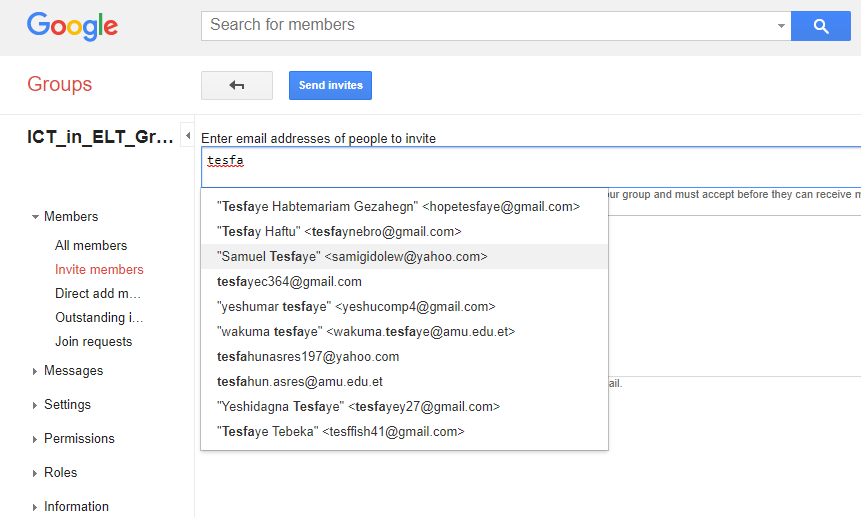 Google
Search for members
Groups
Send invites
ICT_in_ELT_Gr...
Enter email addresses of people to invite
tesfa
our group and must accept before they can receive m
"Tesfaye Habtemariam Gezahegn" <hopetesfaye@gmail.com>
"Tesfay Haftu" <tesfaynebro@gmail.com>
"Samuel Tesfaye" <samigidolew@yahoo.com>
tesfayec364@gmail.com
"yeshumar tesfaye" <yeshucomp4@gmail.com>
"wakuma tesfaye" <wakuma.tesfaye@amu.edu.et>
tesfahunasres197@yahoo.com
tesfahun.asres@amu.edu.et
"Yeshidagna Tesfaye" <tesfayey27@gmail.com>
"Tesfaye Tebeka" <tesffish41@gmail.com>
ail.
Members
All members
Invite members
Direct add m...
Outstanding i...
Join requests
Messages
Settings
Permissions
Roles
Information